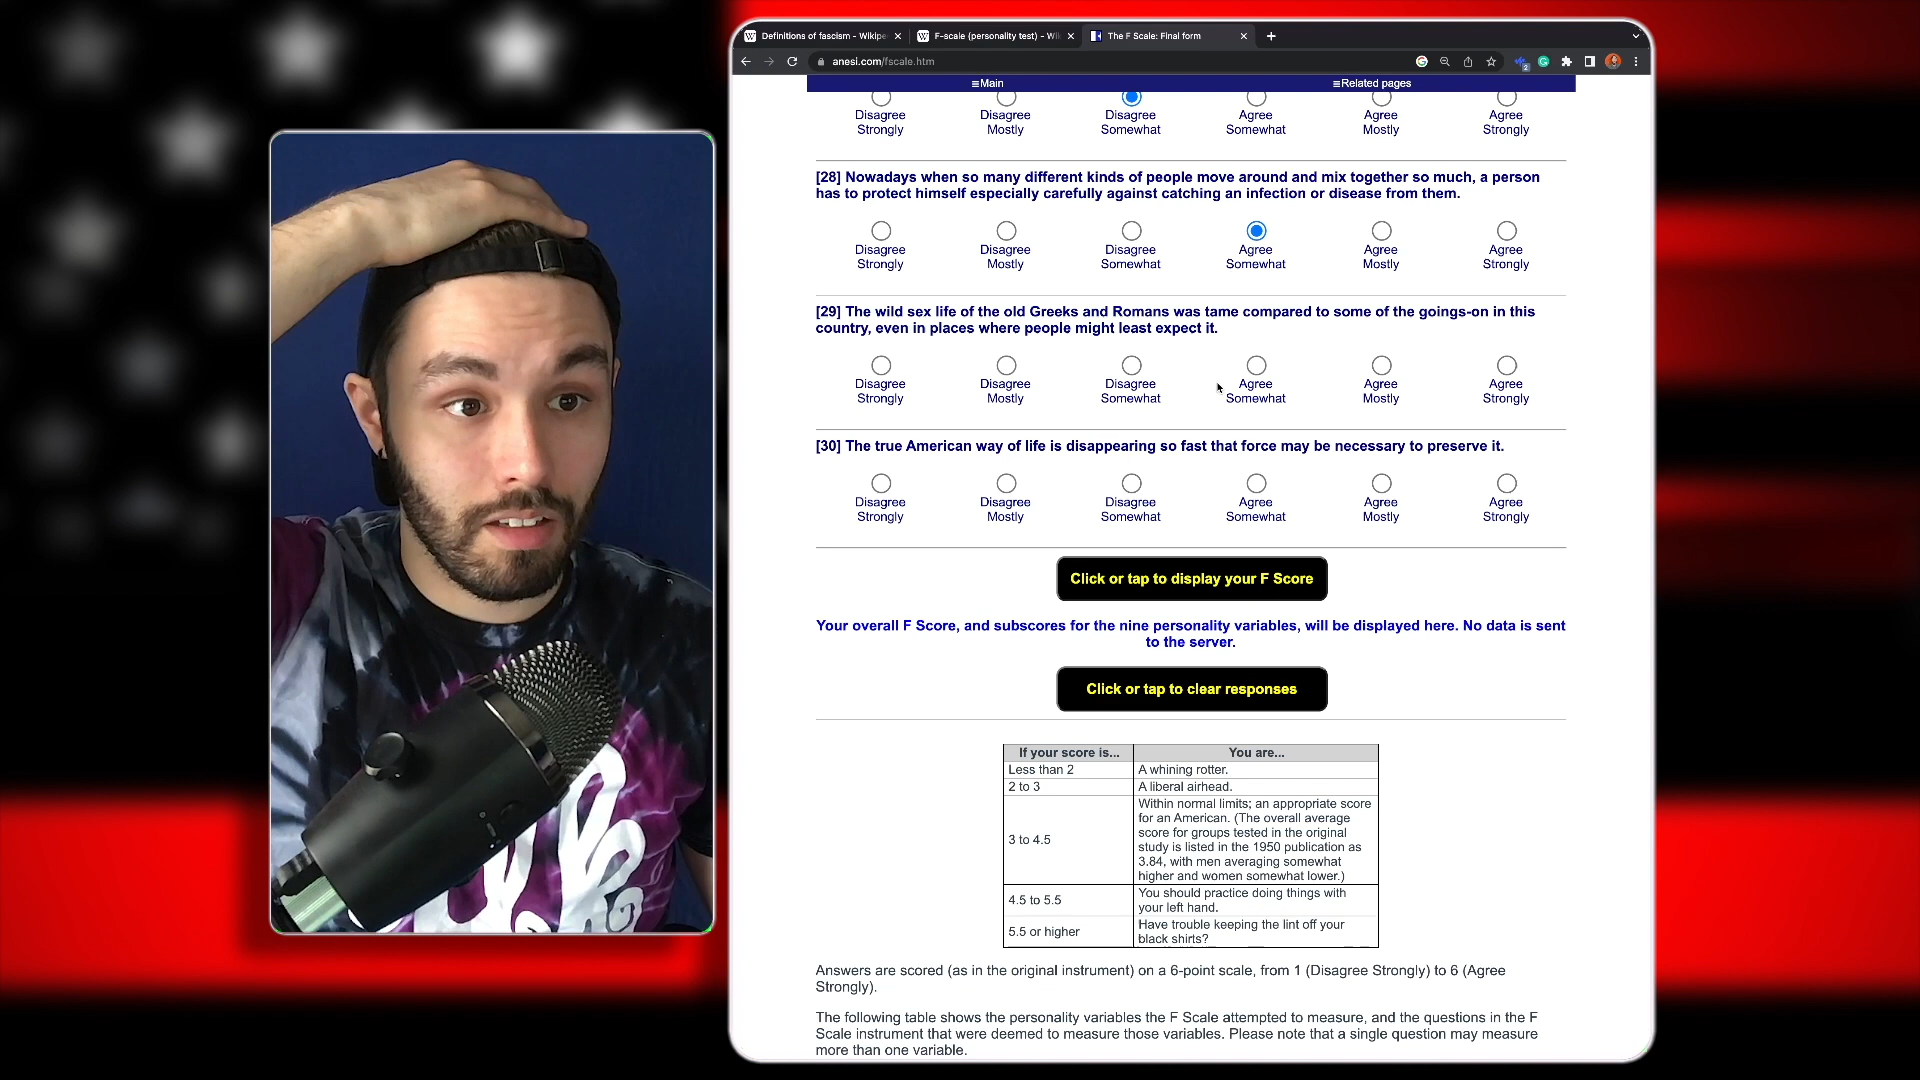 Definitions of fascism - Wikipe
F-scale (personality test) - Wi
The F Scale: Final form
anesi.com/fscale.htm
2
≡Main
≡Related pages
Disagree Strongly
Disagree Mostly
Disagree Somewhat
Agree Somewhat
Agree Mostly
Agree Strongly
[28] Nowadays when so many different kinds of people move around and mix together so much, a person
has to protect himself especially carefully against catching an infection or disease from them.
Disagree Strongly
Disagree Mostly
Disagree Somewhat
Agree Somewhat
Agree Mostly
Agree Strongly
[29] The wild sex life of the old Greeks and Romans was tame compared to some of the goings-on in this
country, even in places where people might least expect it.
Disagree Strongly
Disagree Mostly
Disagree Somewhat
Agree Somewhat
Agree Mostly
Agree Strongly
[30] The true American way of life is disappearing so fast that force may be necessary to preserve it.
Disagree Strongly
Disagree Mostly
Disagree Somewhat
Agree Somewhat
Agree Mostly
Agree Strongly
Click or tap to display your F Score
Your overall F Score, and subscores for the nine personality variables, will be displayed here. No data is sent
to the server.
Click or tap to clear responses
If your score is...
You are...
Less than 2
A whining rotter.
2 to 3
A liberal airhead.
3 to 4.5
Within normal limits; an appropriate score
for an American. (The overall average
score for groups tested in the original
study is listed in the 1950 publication as
3.84, with men averaging somewhat
higher and women somewhat lower.)
4.5 to 5.5
You should practice doing things with
your left hand.
5.5 or higher
Have trouble keeping the lint off your
black shirts?
Answers are scored (as in the original instrument) on a 6-point scale, from 1 (Disagree Strongly) to 6 (Agree
Strongly).
The following table shows the personality variables the F Scale attempted to measure, and the questions in the F
Scale instrument that were deemed to measure those variables. Please note that a single question may measure
more than one variable.